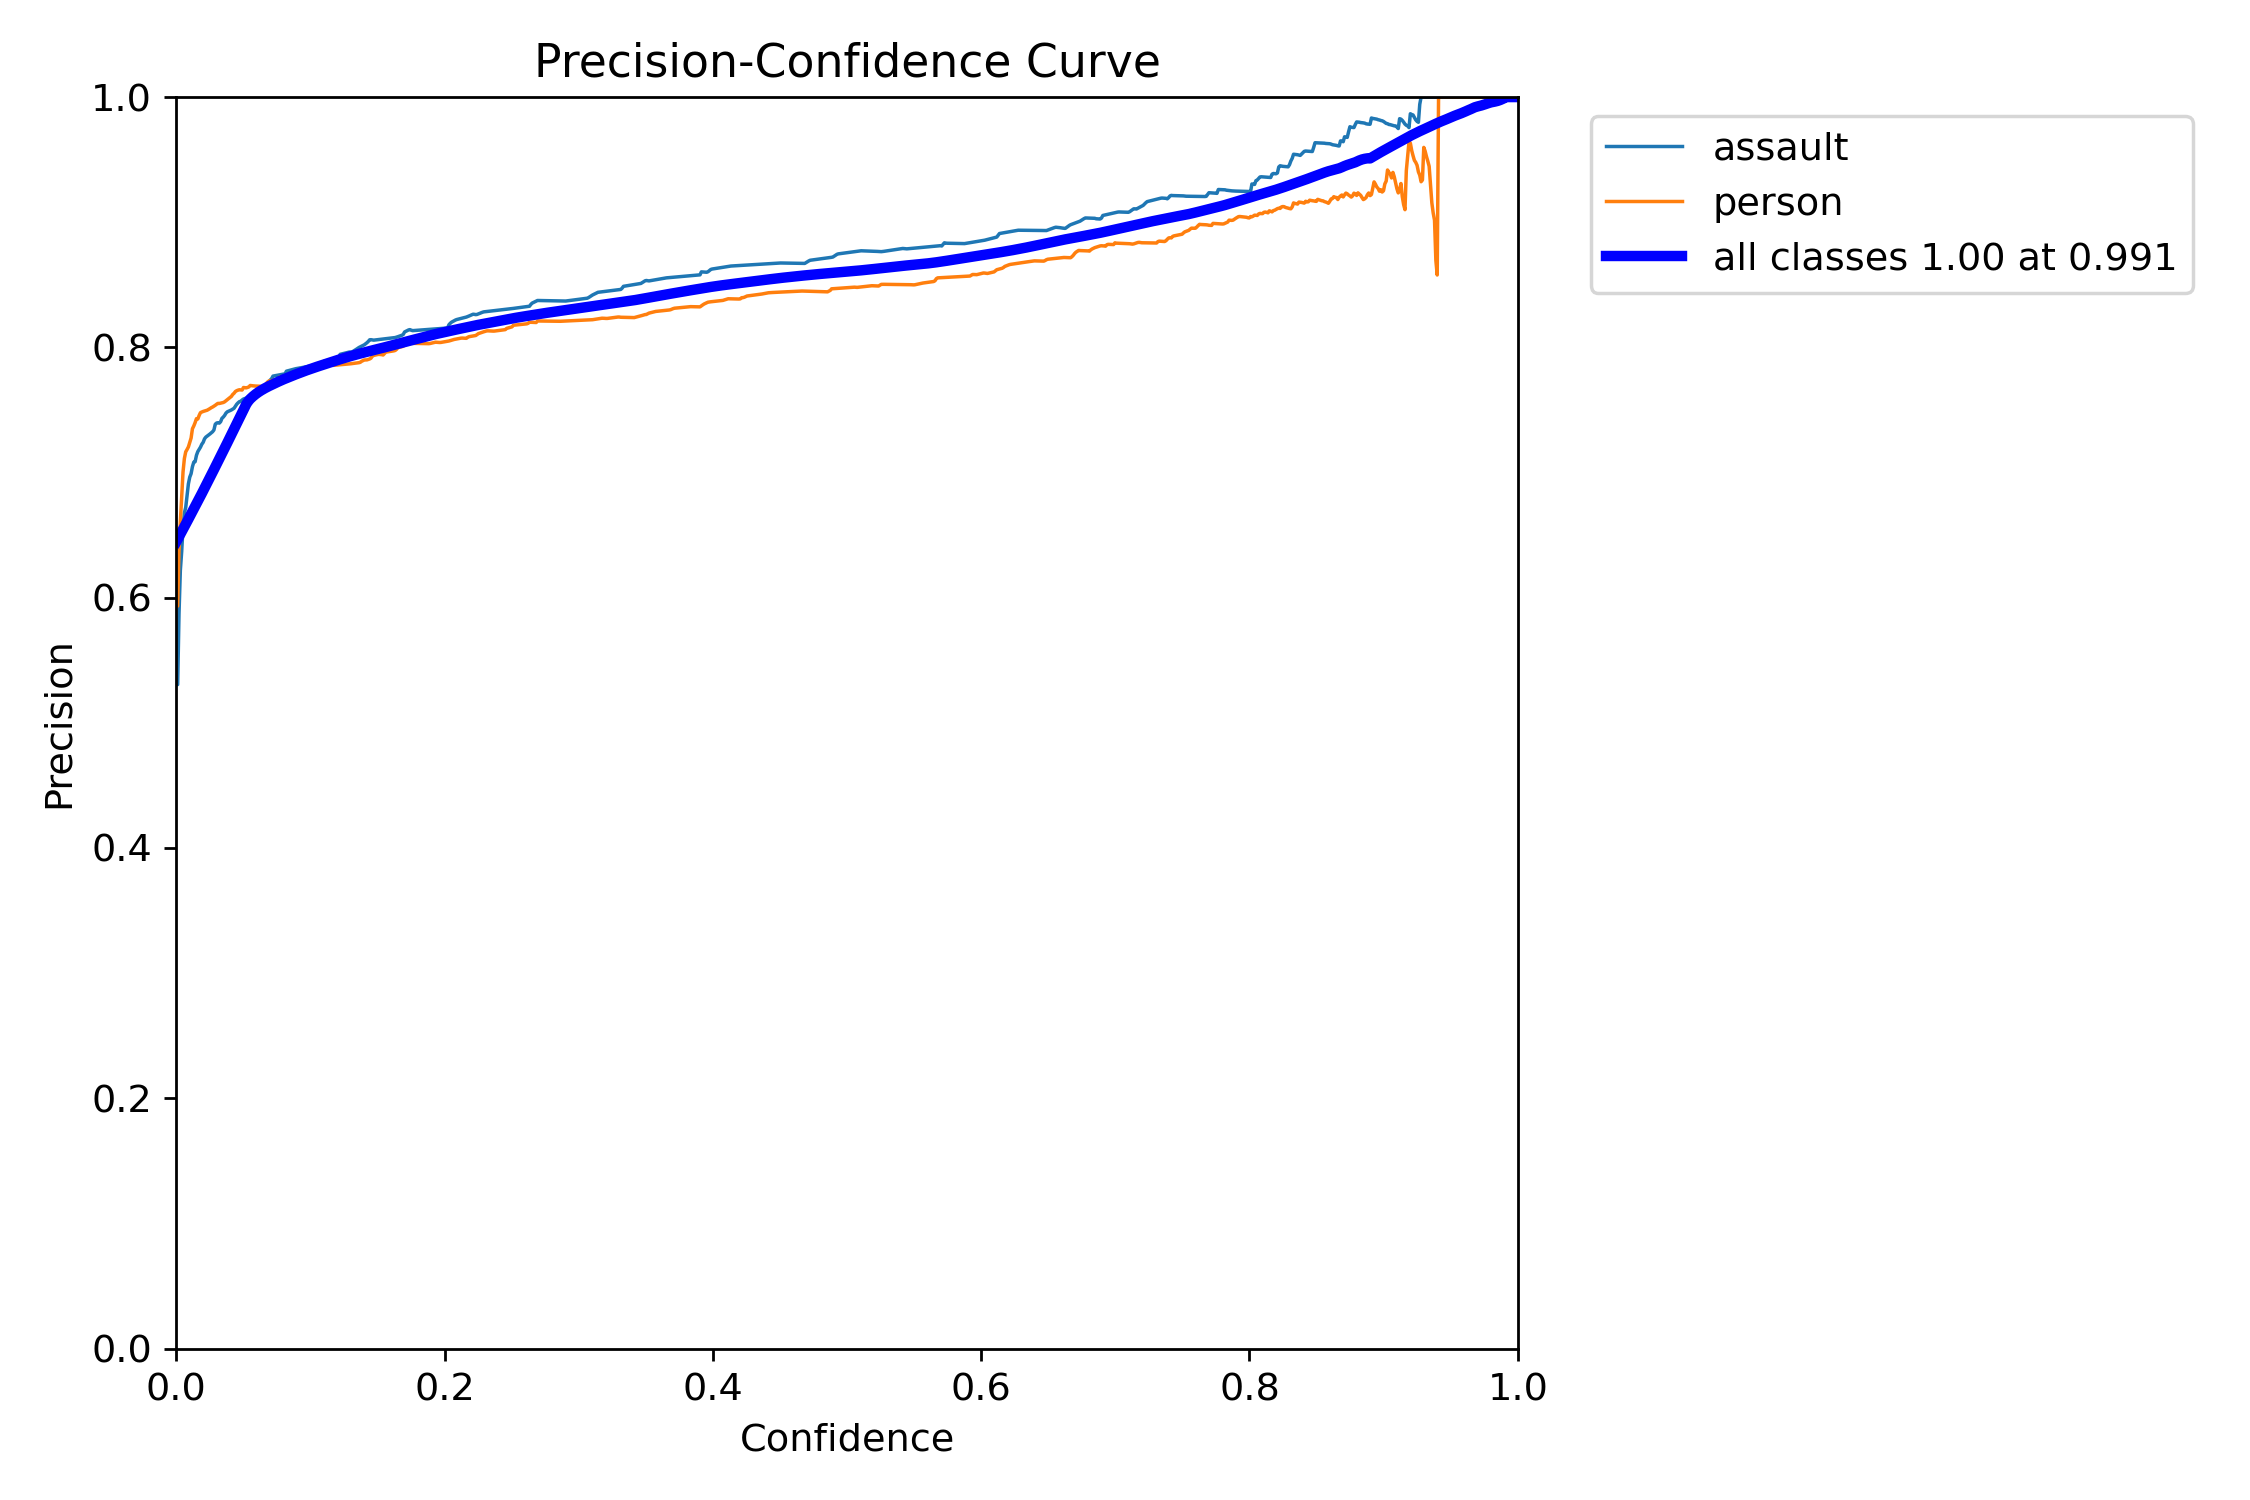 Precision-Confidence Curve
1.0
0.8
0.6
0.4
0.2
0.0
Precision
0.0 0.2 0.4 0.6 0.8 1.0
Confidence
assault
person
all classes 1.00 at 0.991